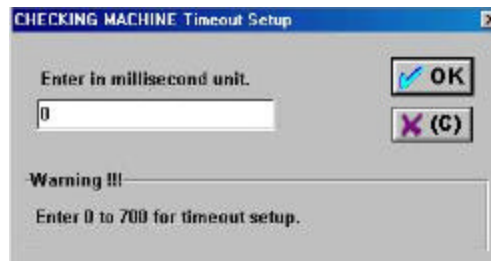 CHECKING MACHINE Timeout Setup
Enter in millisecond unit.
OK
0
(C)
Warning !!!
Enter 0 to 700 for timeout setup.